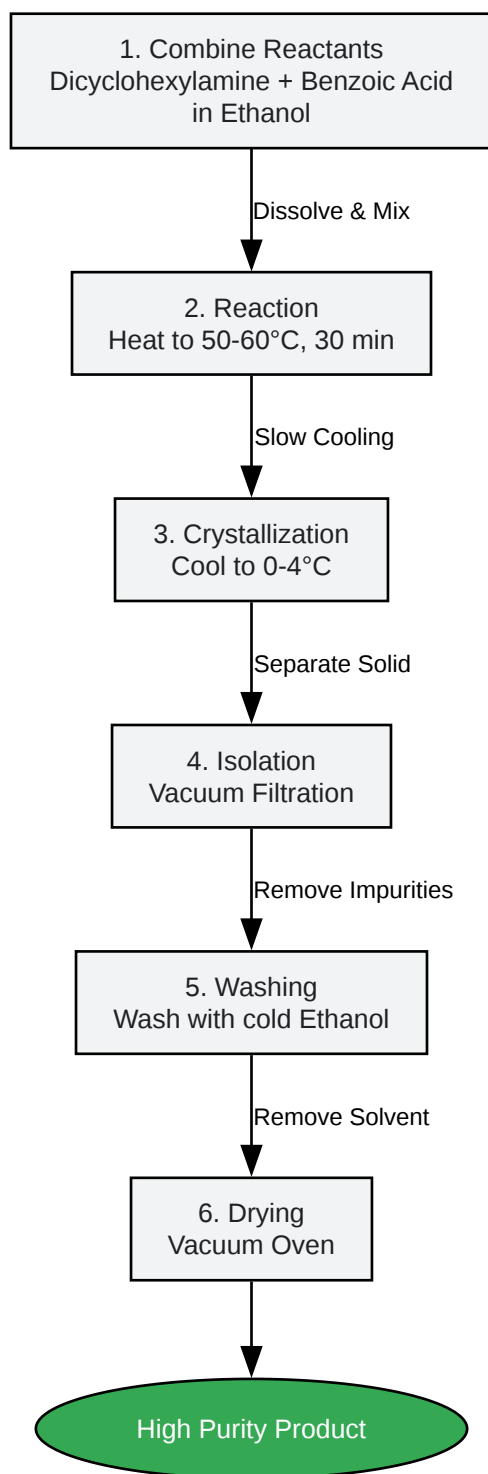 1. Combine Reactants
Dicyclohexylamine + Benzoic Acid
in Ethanol
Dissolve & Mix
2. Reaction
Heat to 50-60°C, 30 min
Slow Cooling
3. Crystallization
Cool to 0-4°C
Separate Solid
4. Isolation
Vacuum Filtration
Remove Impurities
5. Washing
Wash with cold Ethanol
Remove Solvent
6. Drying
Vacuum Oven
High Purity Product